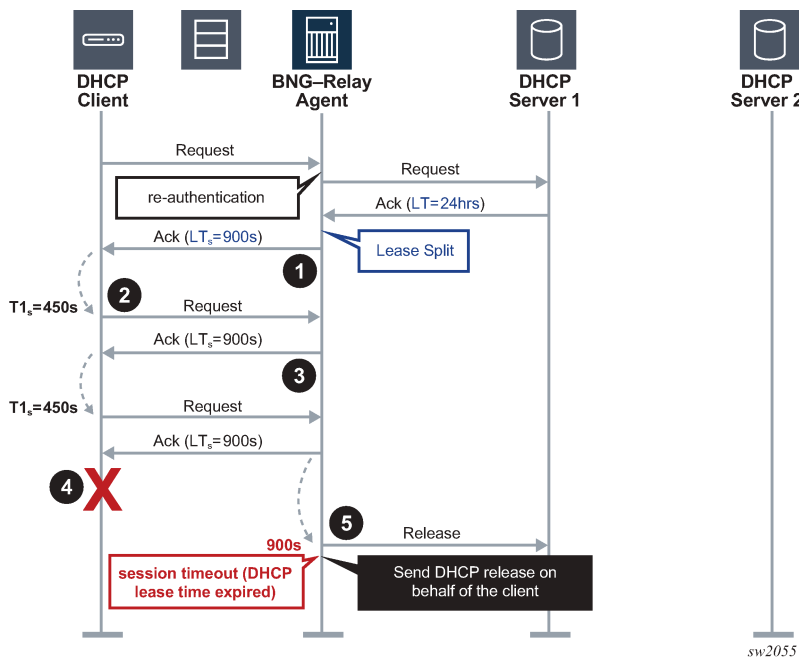 DHCP
Client
BNG–Relay
Agent
DHCP
Server 1
DHCP
Server 2
Request
Request
re-authentication
Ack (LT=24hrs)
Ack (LTs=900s)
Lease Split
1
2
T1s=450s
Request
Ack (LTs=900s)
3
T1s=450s
Request
Ack (LTs=900s)
4
X
5
Release
900s
session timeout (DHCP
lease time expired)
Send DHCP release on
behalf of the client
sw2055